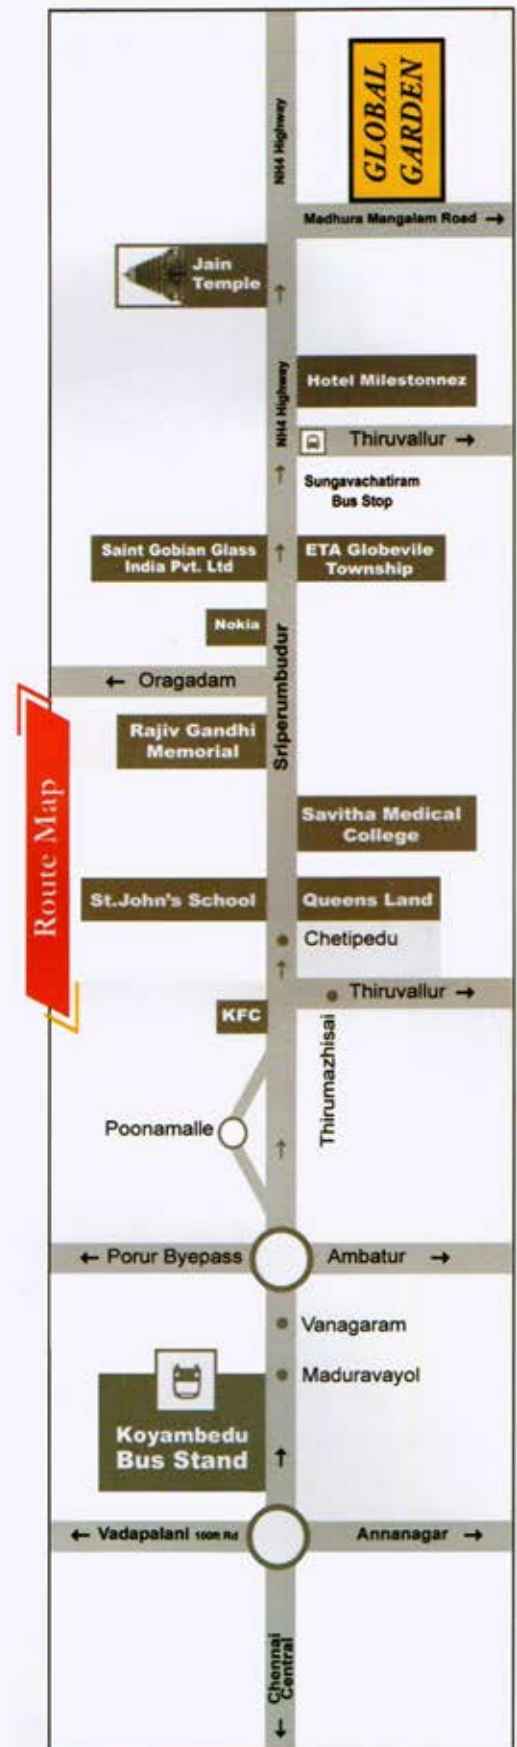 GLOBAL
GARDEN
NH4 Highway
Madhura Mangalam Road →
Jain
Temple
Hotel Milestonnez
NH4 Highway
Thiruvallur →
Sungavachatiram
Bus Stop
Saint Gobian Glass
India Pvt. Ltd
ETA Globevile
Township
Nokia
Sriperumbudur
← Oragadam
Rajiv Gandhi
Memorial
Route Map
Savitha Medical
College
St.John's School
Queens Land
Chetipedu
Thiruvallur →
KFC
Thirumazhisai
Poonamalle
← Porur Byepass
Ambatur →
Vanagaram
Maduravayol
Koyambedu
Bus Stand
← Vadapalani 100ft Rd
Annanagar →
Chennai
Central